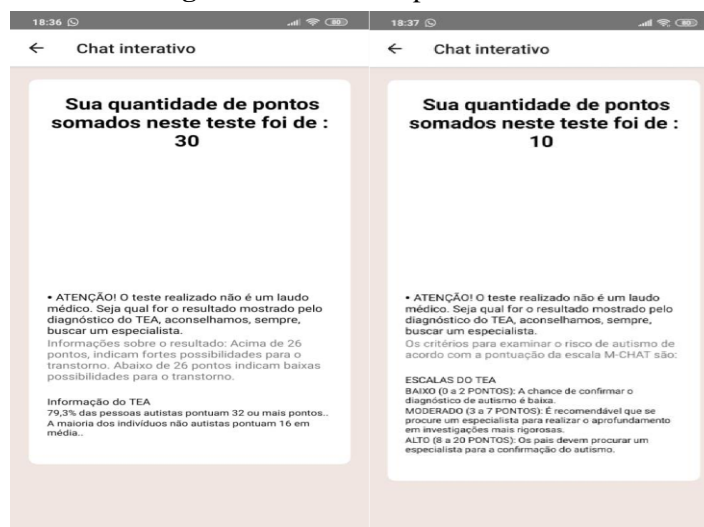 18:36
80
Chat interativo
Sua quantidade de pontos
somados neste teste foi de :
30
• ATENÇÃO! O teste realizado não é um laudo
médico. Seja qual for o resultado mostrado pelo
diagnóstico do TEA, aconselhamos, sempre,
buscar um especialista.
Informações sobre o resultado: Acima de 26
pontos, indicam fortes possibilidades para o
transtorno. Abaixo de 26 pontos indicam baixas
possibilidades para o transtorno.
Informação do TEA
79,3% das pessoas autistas pontuam 32 ou mais pontos..
A maioria dos indivíduos não autistas pontuam 16 em
média..
18:37
80
Chat interativo
Sua quantidade de pontos
somados neste teste foi de :
10
• ATENÇÃO! O teste realizado não é um laudo
médico. Seja qual for o resultado mostrado pelo
diagnóstico do TEA, aconselhamos, sempre,
buscar um especialista.
Os critérios para examinar o risco de autismo de
acordo com a pontuação da escala M-CHAT são:
ESCALAS DO TEA
BAIXO (0 a 2 PONTOS): A chance de confirmar o
diagnóstico de autismo é baixa.
MODERADO (3 a 7 PONTOS): É recomendável que se
procure um especialista para realizar o aprofundamento
em investigações mais rigorosas.
ALTO (8 a 20 PONTOS): Os pais devem procurar um
especialista para a confirmação do autismo.